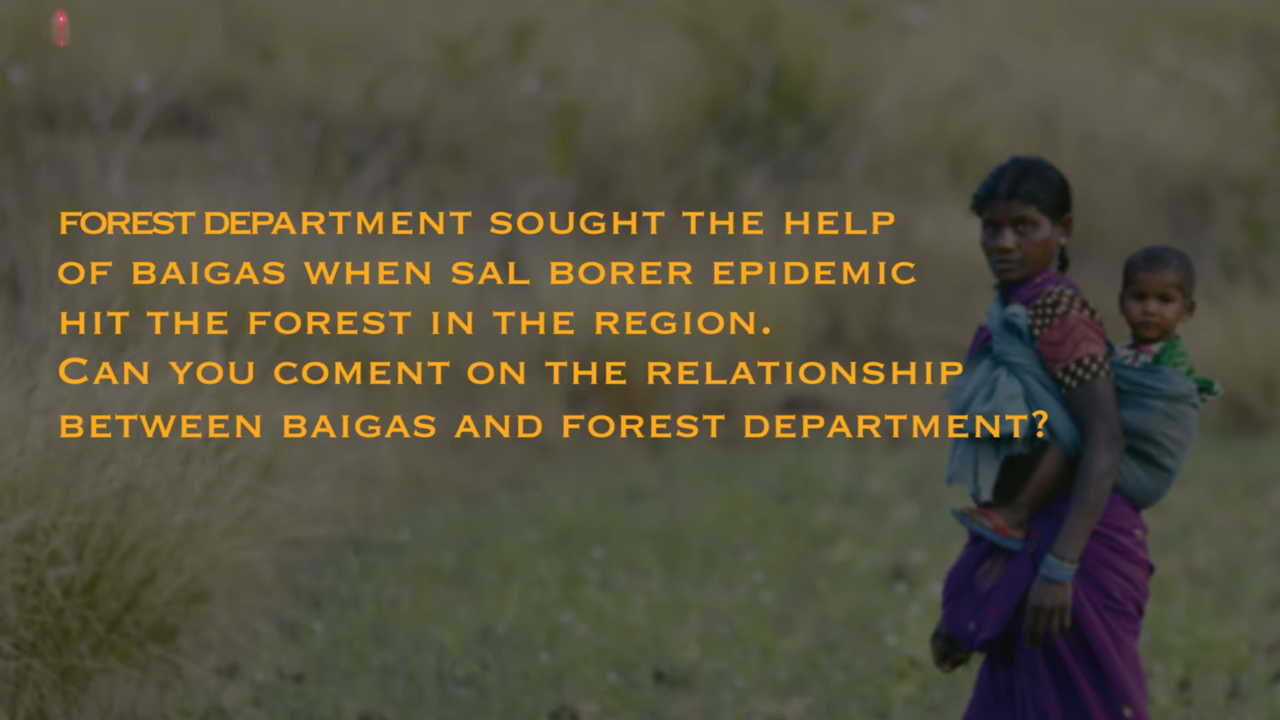 FOREST DEPARTMENT SOUGHT THE HELP
OF BAIGAS WHEN SAL BORER EPIDEMIC
HIT THE FOREST IN THE REGION.
CAN YOU COMENT ON THE RELATIONSHIP
BETWEEN BAIGAS AND FOREST DEPARTMENT?